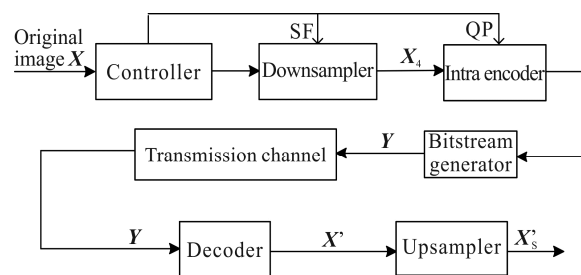 SF
QP
Original
image X
Controller
Downsampler
X4
Intra encoder
Transmission channel
Y
Bitstream
generator
Y
Decoder
X'
Upsampler
X's